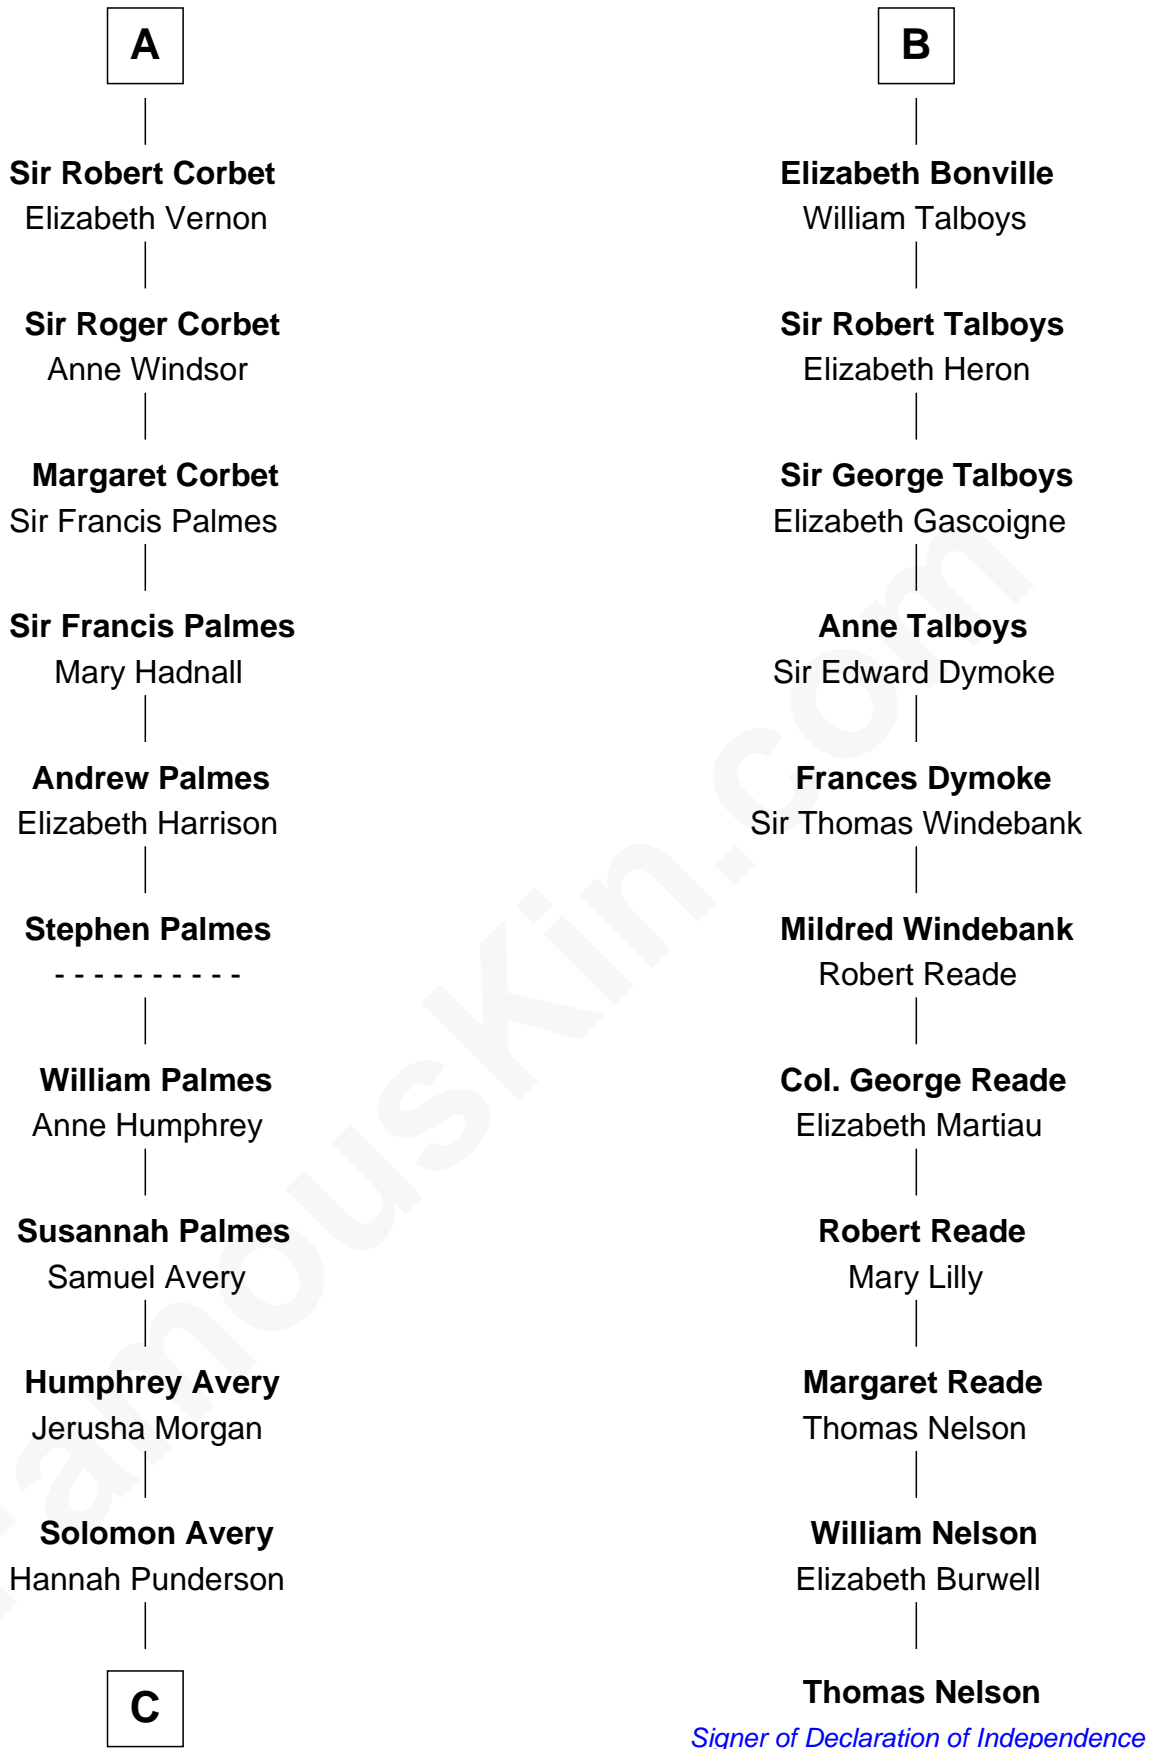 A
Sir Robert Corbet
Elizabeth Vernon
Sir Roger Corbet
Anne Windsor
Margaret Corbet
Sir Francis Palmes
Sir Francis Palmes
Mary Hadnall
Andrew Palmes
Elizabeth Harrison
Stephen Palmes
- - - - - - - - - -
William Palmes
Anne Humphrey
Susannah Palmes
Samuel Avery
Humphrey Avery
Jerusha Morgan
Solomon Avery
Hannah Punderson
C
B
Elizabeth Bonville
William Talboys
Sir Robert Talboys
Elizabeth Heron
Sir George Talboys
Elizabeth Gascoigne
Anne Talboys
Sir Edward Dymoke
Frances Dymoke
Sir Thomas Windebank
Mildred Windebank
Robert Reade
Col. George Reade
Elizabeth Martiau
Robert Reade
Mary Lilly
Margaret Reade
Thomas Nelson
William Nelson
Elizabeth Burwell
Thomas Nelson
Signer of Declaration of Independence
FamousKin.com